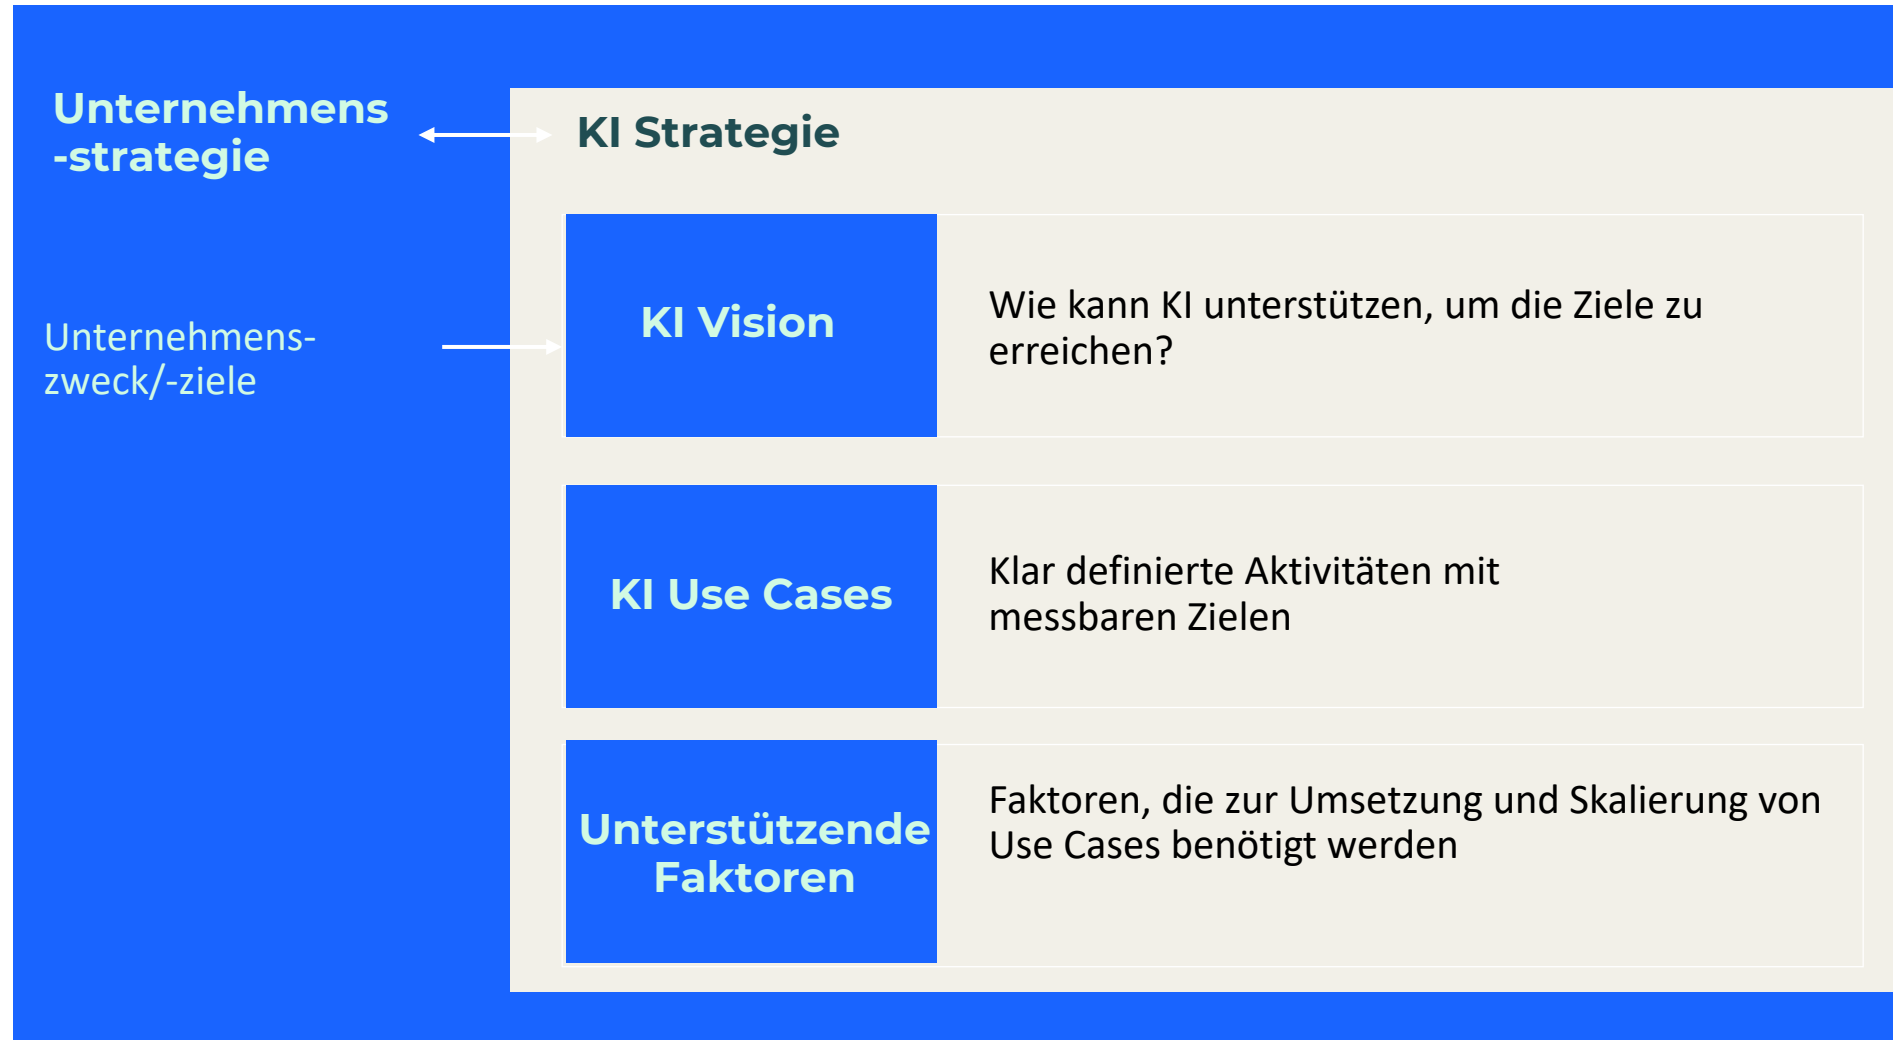 Unternehmens
-strategie
KI Strategie
Unternehmens-
zweck/-ziele
KI Vision
Wie kann KI unterstützen, um die Ziele zu
erreichen?
KI Use Cases
Klar definierte Aktivitäten mit
messbaren Zielen
Unterstützende
Faktoren
Faktoren, die zur Umsetzung und Skalierung von
Use Cases benötigt werden